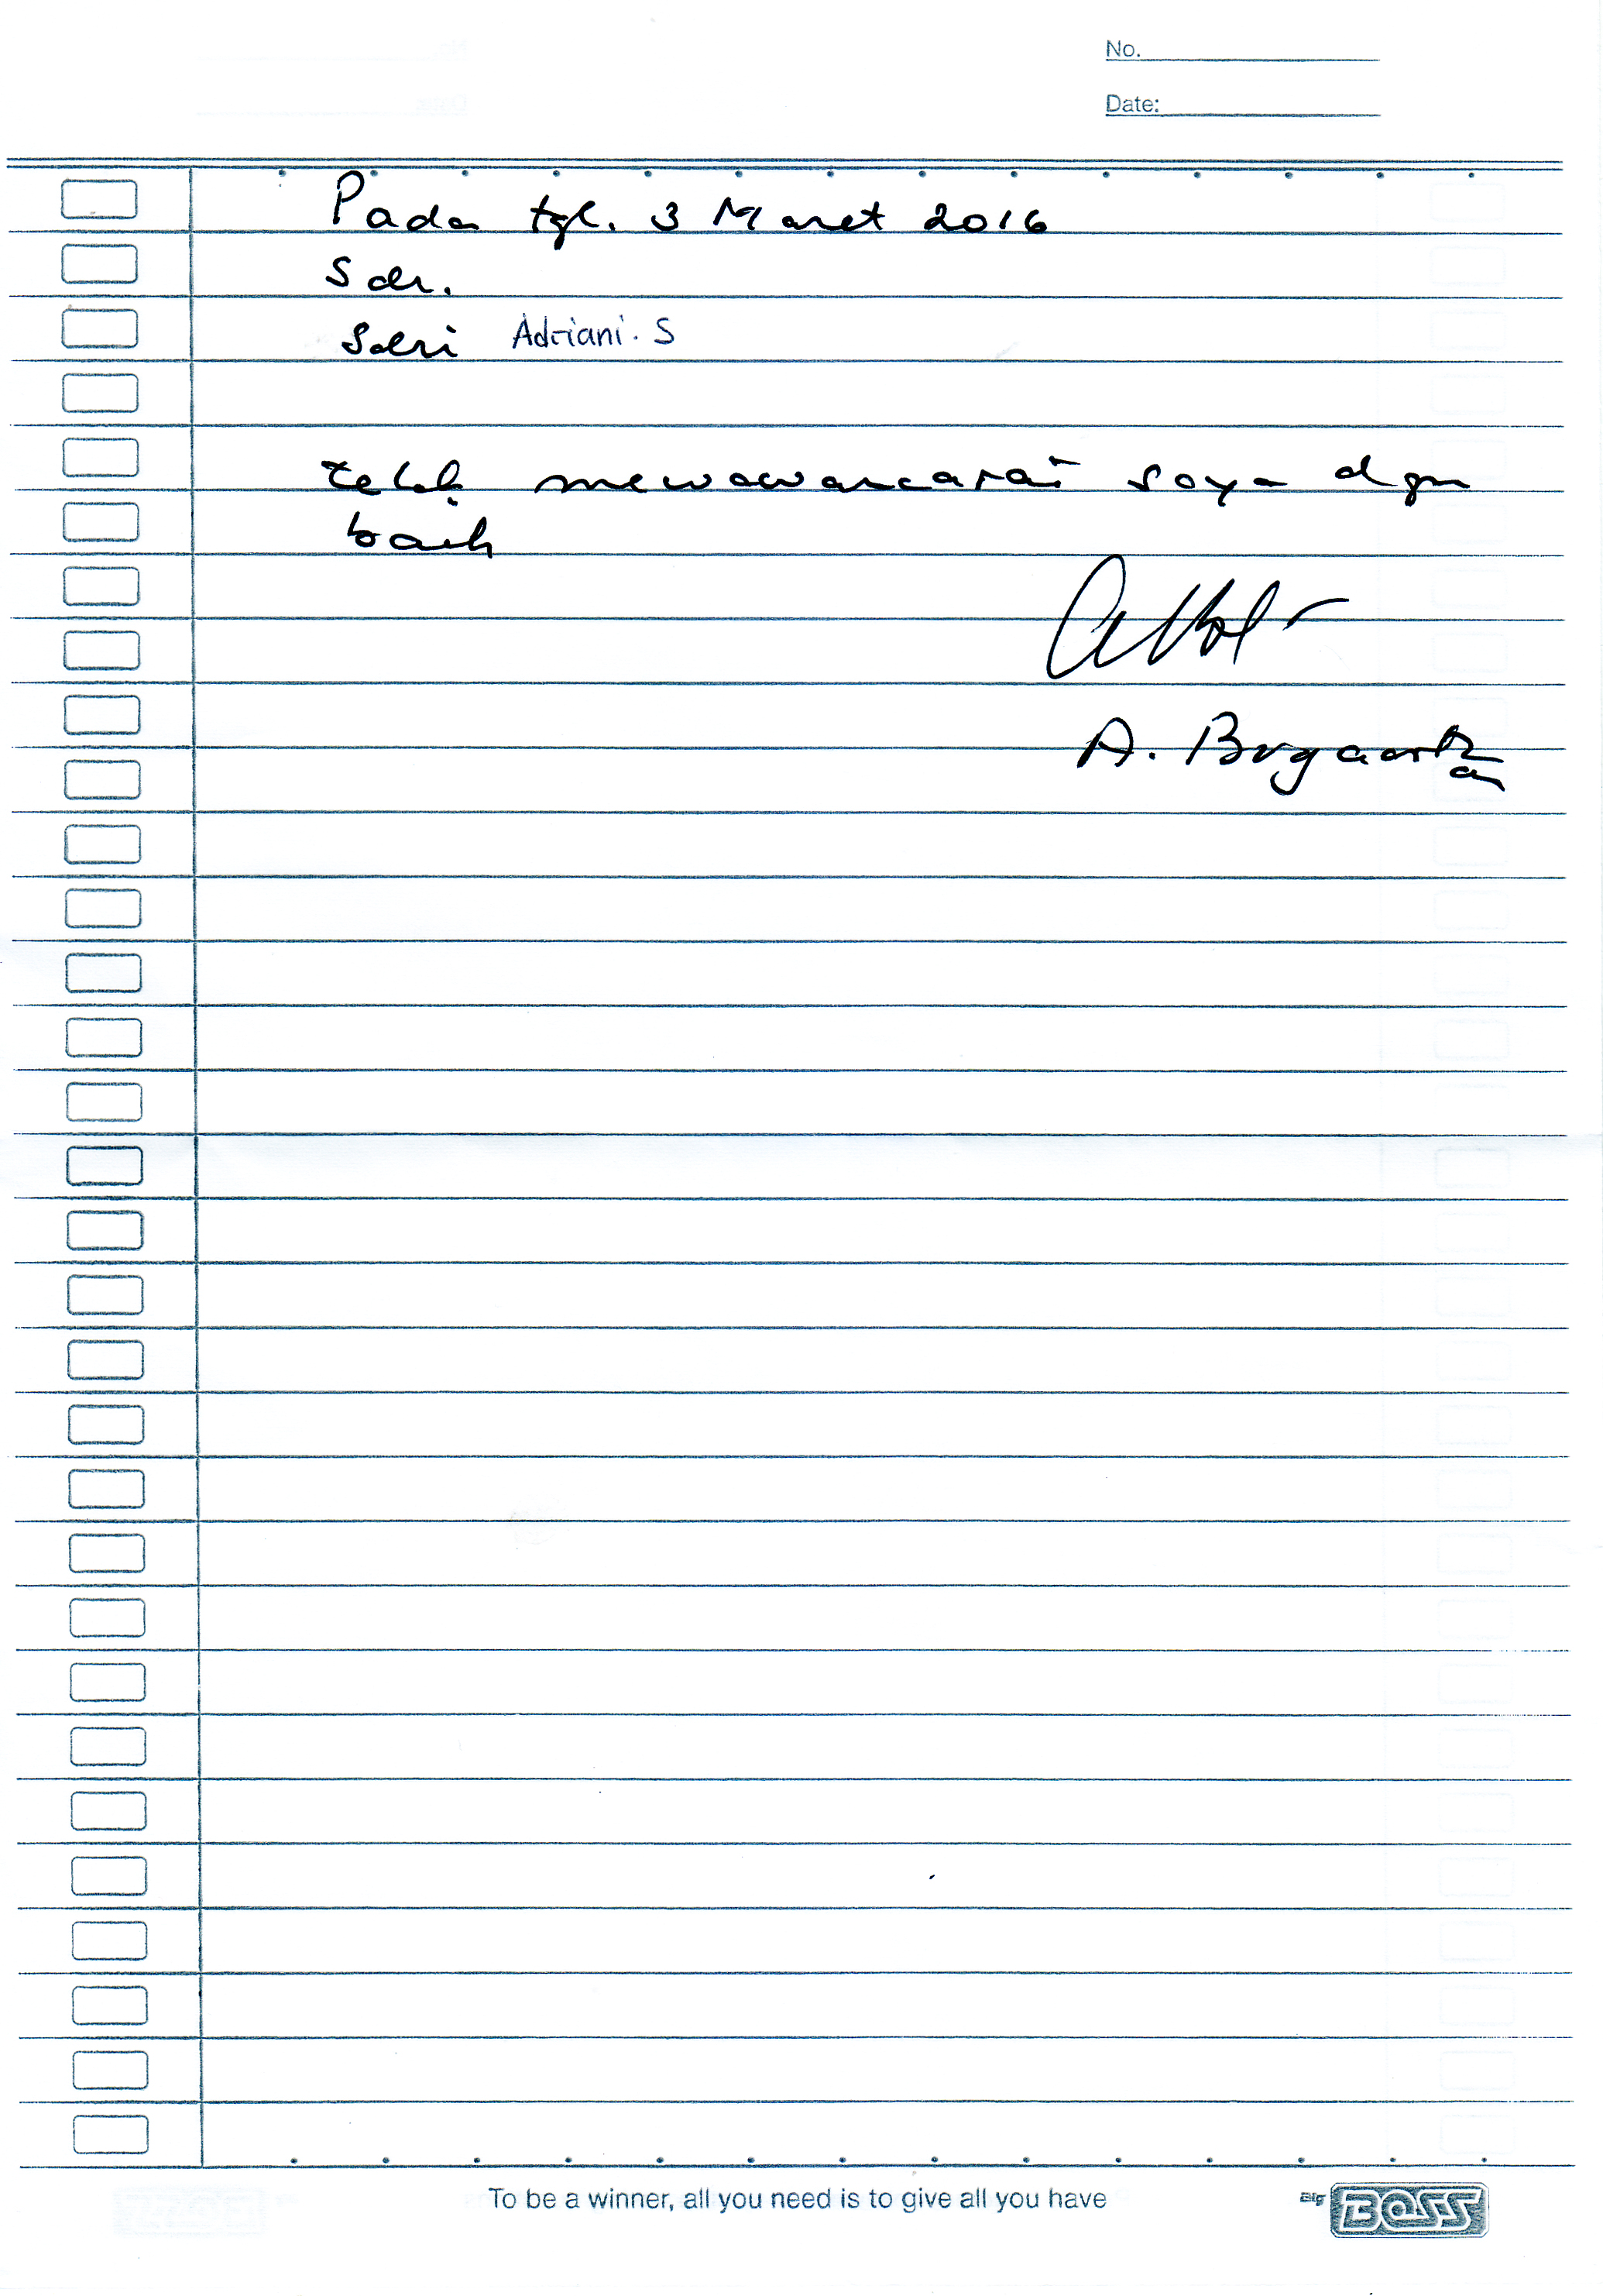 No.
Date:
Pada tgl. 3 Maret 2016
Sdr.
Sdri Adriani. S
telah mewawancarai saya dgn
baik
A.
To be a winner, all you need is to give all you have
Big BOSS